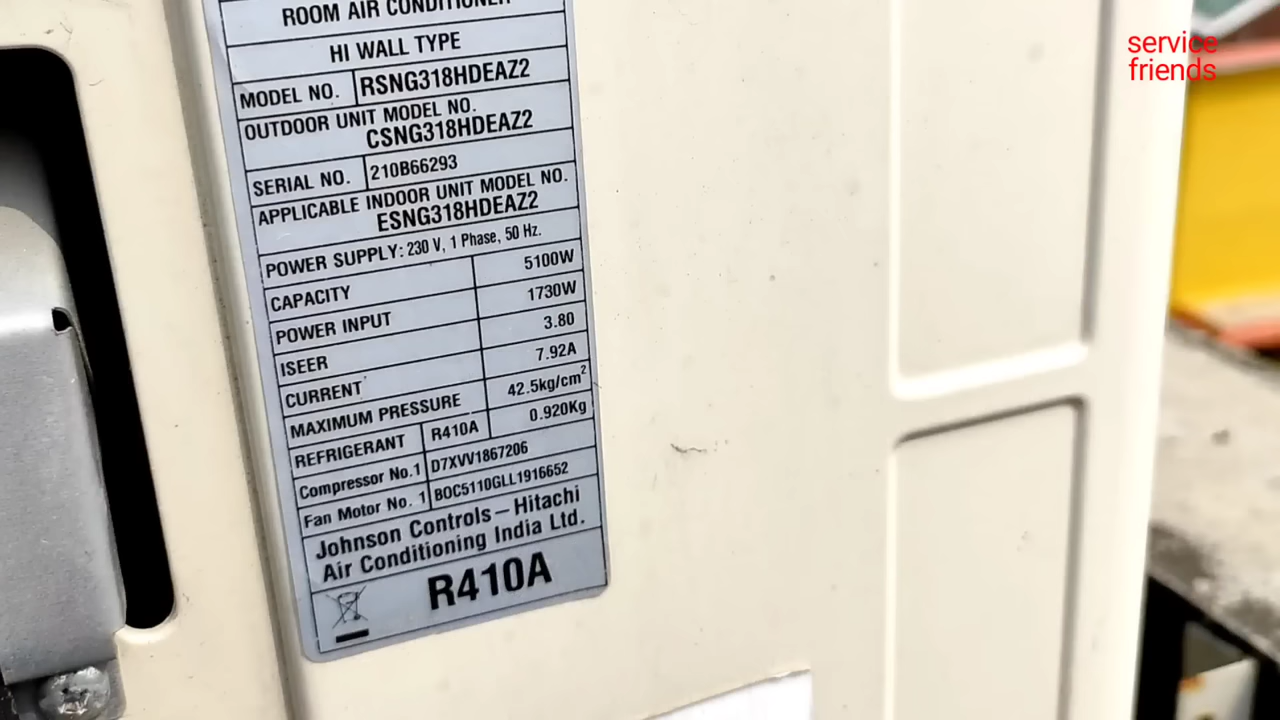 ROOM AIR CONDITIONER
HI WALL TYPE
MODEL NO. RSNG318HDEAZ2
OUTDOOR UNIT MODEL NO.
CSNG318HDEAZ2
SERIAL NO. 210B66293
APPLICABLE INDOOR UNIT MODEL NO.
ESNG318HDEAZ2
POWER SUPPLY: 230 V, 1 Phase, 50 Hz.
CAPACITY 5100W
POWER INPUT 1730W
ISEER 3.80
CURRENT 7.92A
MAXIMUM PRESSURE 42.5kg/cm²
REFRIGERANT R410A 0.920Kg
Compressor No.1 D7XVV1867206
Fan Motor No. 1 BOC5110GLL1916652
Johnson Controls – Hitachi
Air Conditioning India Ltd.
R410A
service
friends